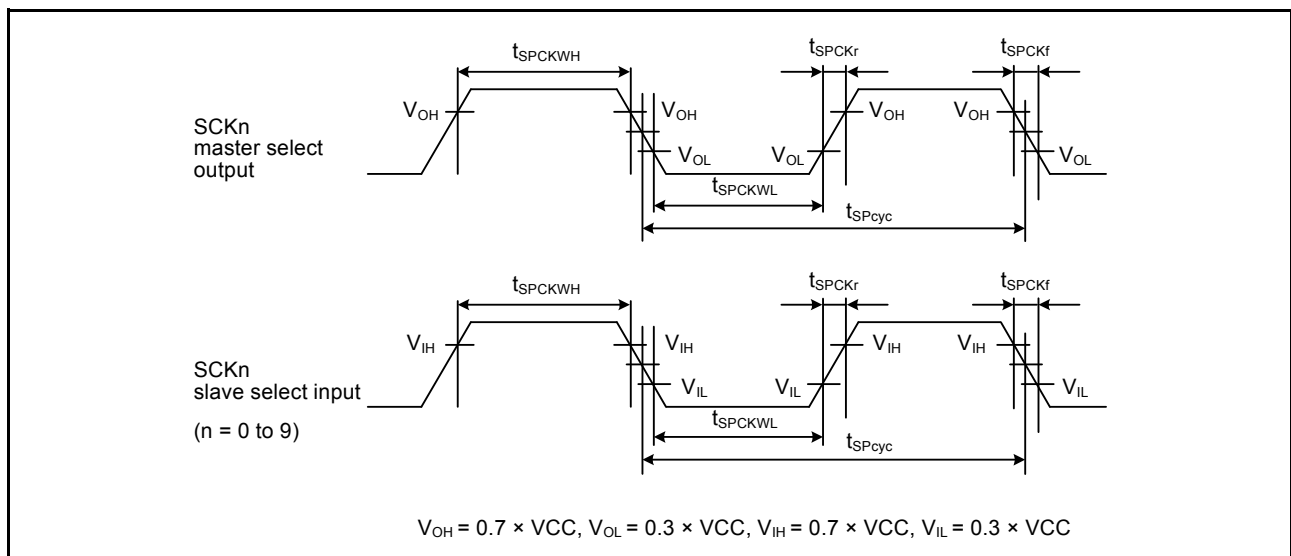 tSPCKWH
tSPCKr
tSPCKf
VOH
VOH
VOH
VOH
SCKn
master select
output
VOL
VOL
VOL
tSPCKWL
tSPcyc
tSPCKWH
tSPCKr
tSPCKf
VIH
VIH
VIH
VIH
SCKn
slave select input
(n = 0 to 9)
VIL
VIL
VIL
tSPCKWL
tSPcyc
VOH = 0.7 × VCC, VOL = 0.3 × VCC, VIH = 0.7 × VCC, VIL = 0.3 × VCC